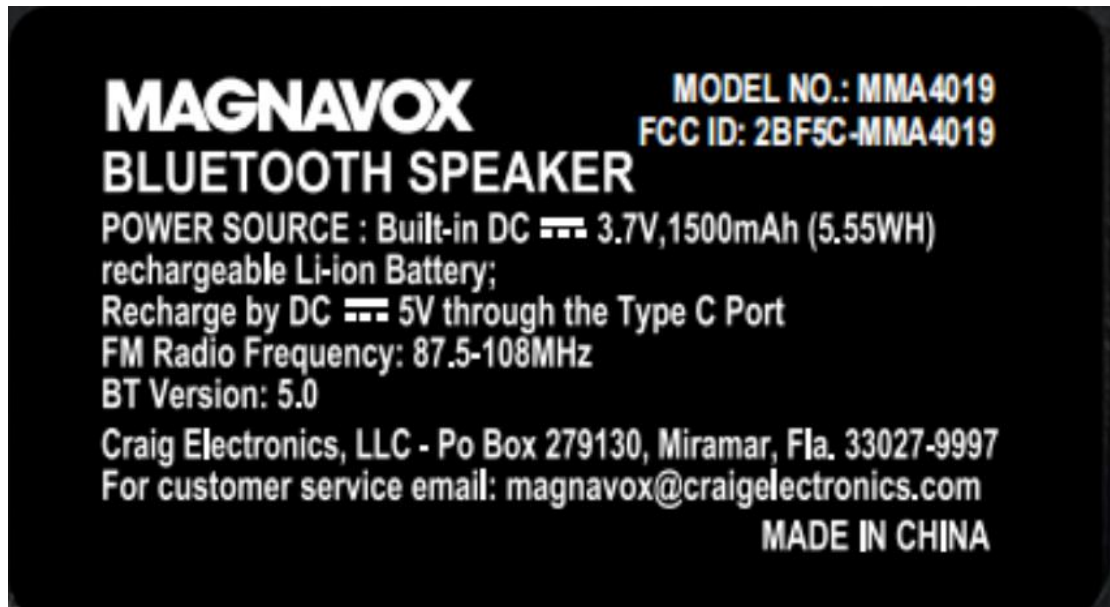 MAGNAVOX
MODEL NO.: MMA4019
FCC ID: 2BF5C-MMA4019
BLUETOOTH SPEAKER
POWER SOURCE : Built-in DC ⎓ 3.7V,1500mAh (5.55WH)
rechargeable Li-ion Battery;
Recharge by DC ⎓ 5V through the Type C Port
FM Radio Frequency: 87.5-108MHz
BT Version: 5.0
Craig Electronics, LLC - Po Box 279130, Miramar, Fla. 33027-9997
For customer service email: magnavox@craigelectronics.com
MADE IN CHINA